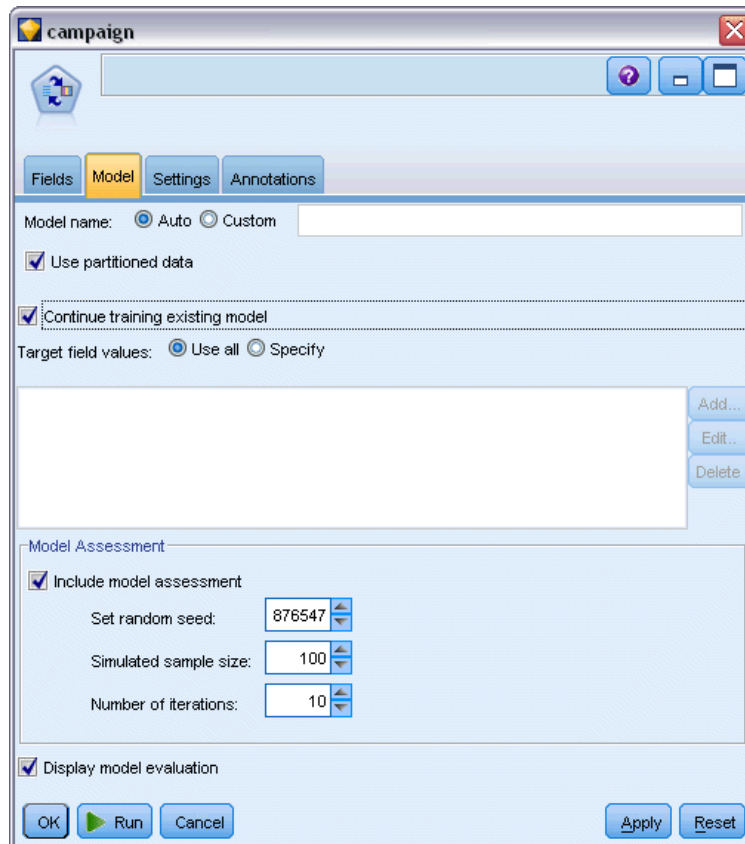 campaign
Fields Model Settings Annotations
Model name: Auto Custom
Use partitioned data
Continue training existing model
Target field values: Use all Specify
Add...
Edit...
Delete
Model Assessment
Include model assessment
Set random seed: 876547
Simulated sample size: 100
Number of iterations: 10
Display model evaluation
OK Run Cancel Apply Reset